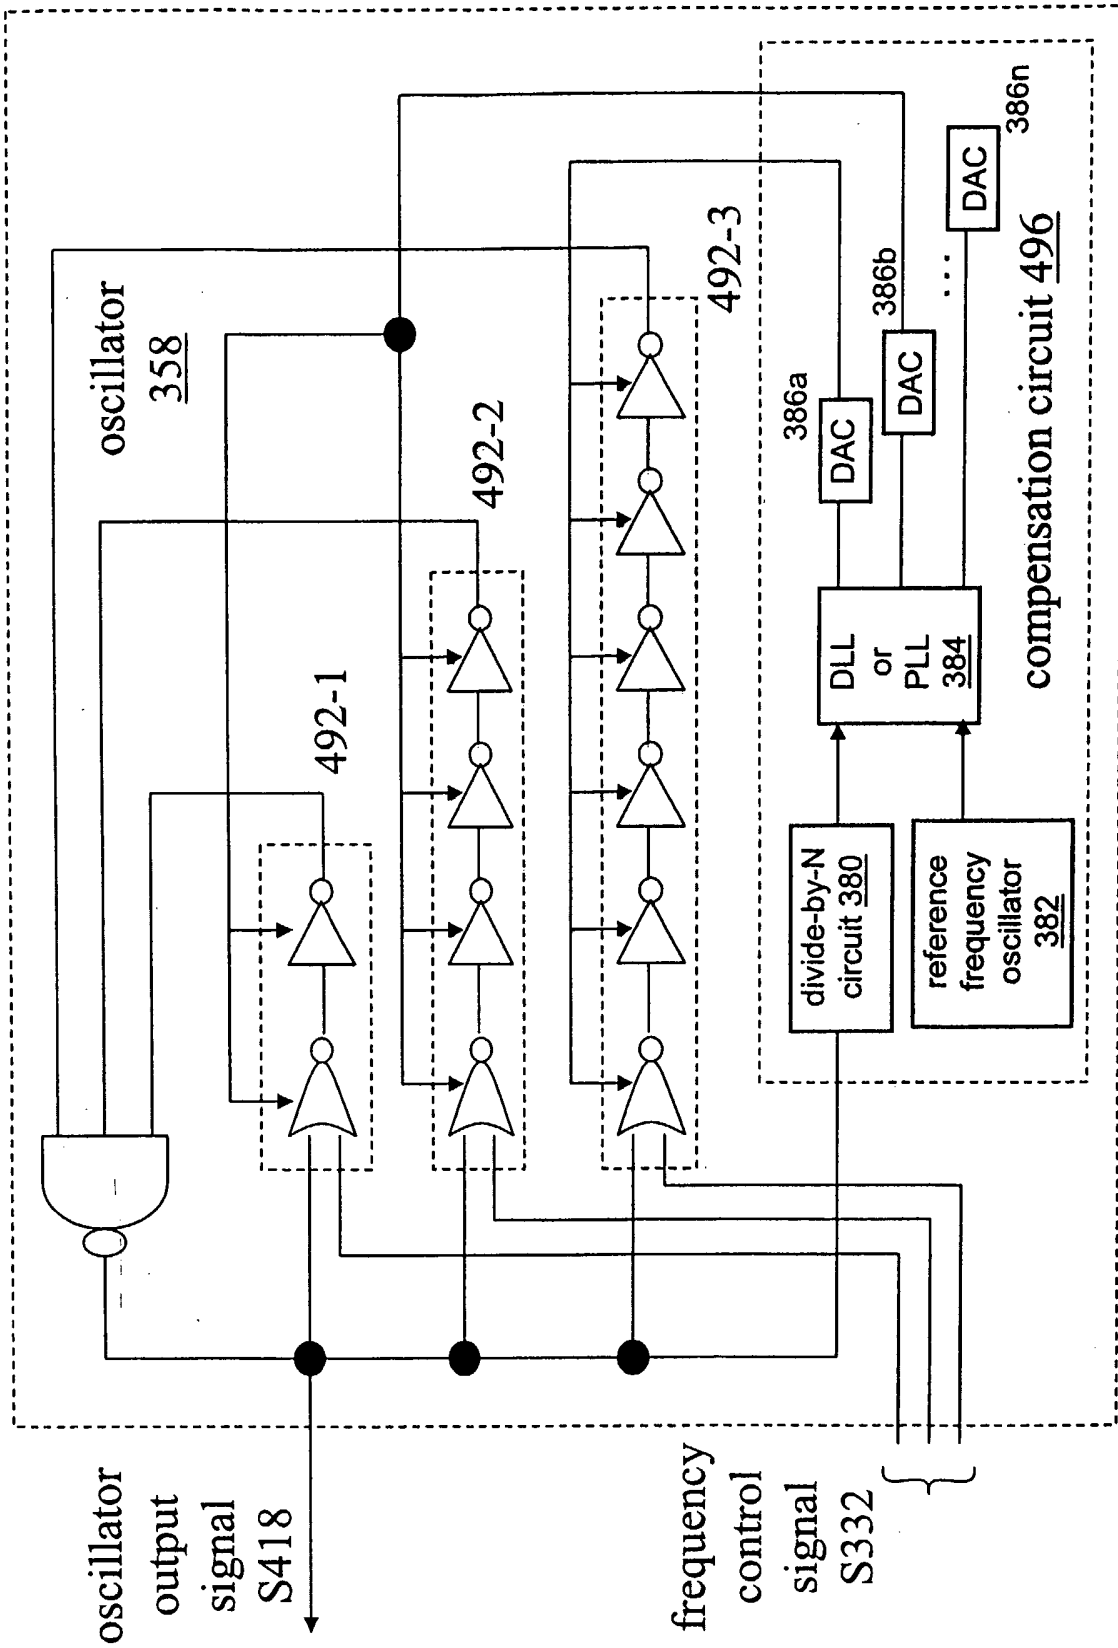 oscillator
358
492-1
492-2
492-3
oscillator
output
signal
S418
frequency
control
signal
S332
divide-by-N
circuit 380
reference
frequency
oscillator
382
DLL
or
PLL
384
386a
DAC
386b
DAC
...
DAC
386n
compensation circuit 496